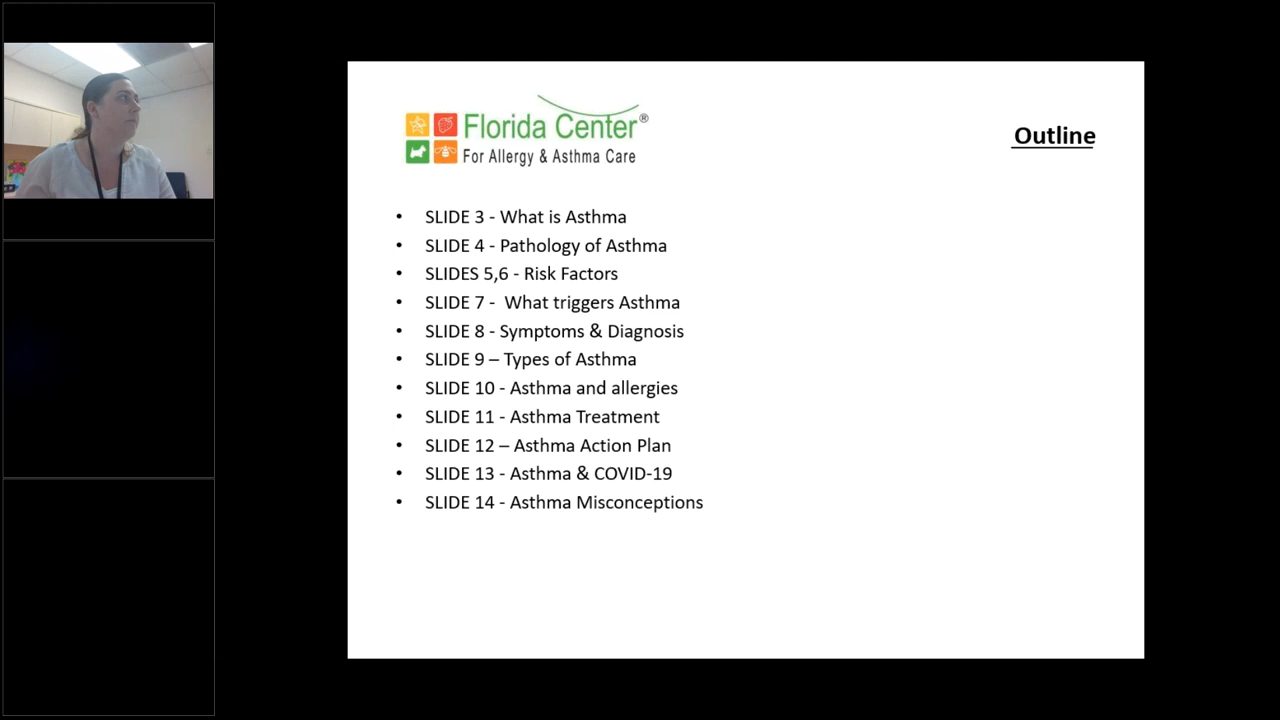 Florida Center®
For Allergy & Asthma Care
Outline
• SLIDE 3 - What is Asthma
• SLIDE 4 - Pathology of Asthma
• SLIDES 5,6 - Risk Factors
• SLIDE 7 -  What triggers Asthma
• SLIDE 8 - Symptoms & Diagnosis
• SLIDE 9 – Types of Asthma
• SLIDE 10 - Asthma and allergies
• SLIDE 11 - Asthma Treatment
• SLIDE 12 – Asthma Action Plan
• SLIDE 13 - Asthma & COVID-19
• SLIDE 14 - Asthma Misconceptions